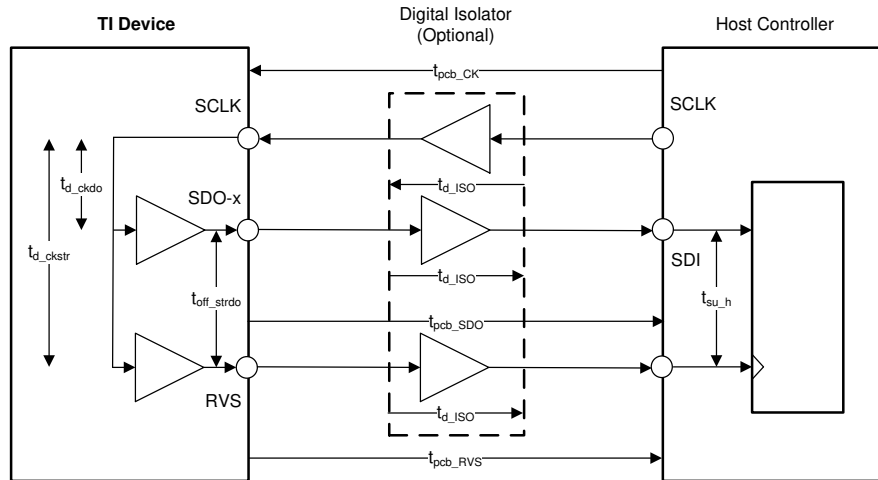 TI Device
Digital Isolator
(Optional)
Host Controller
t_pcb_CK
SCLK
SCLK
t_d_ckdo
t_d_ISO
SDO-x
t_d_ckstr
SDI
t_off_strdo
t_d_ISO
t_su_h
t_pcb_SDO
RVS
t_d_ISO
t_pcb_RVS